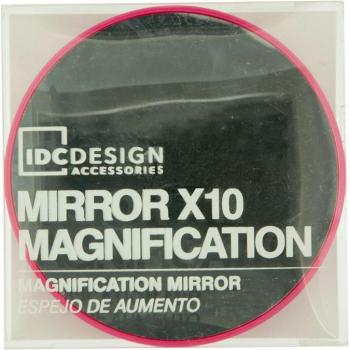 IDCDESIGN
ACCESSORIES
MIRROR X10
MAGNIFICATION
MAGNIFICATION MIRROR
ESPEJO DE AUMENTO